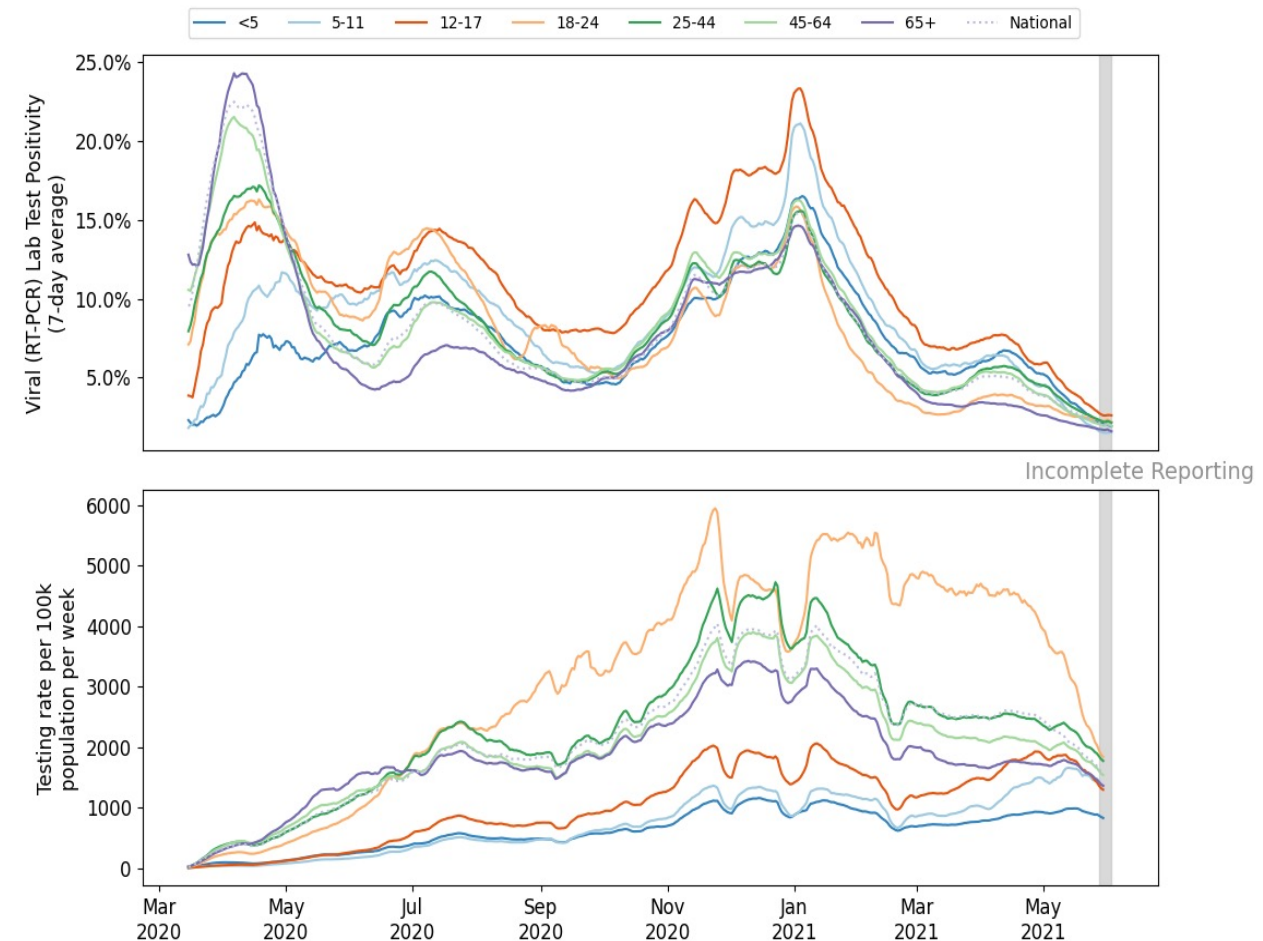 <5 5-11 12-17 18-24 25-44 45-64 65+ National
Viral (RT-PCR) Lab Test Positivity
(7-day average)
25.0%
20.0%
15.0%
10.0%
5.0%
Incomplete Reporting
Testing rate per 100k
population per week
6000
5000
4000
3000
2000
1000
0
Mar May Jul Sep Nov Jan Mar May
2020 2020 2020 2020 2020 2021 2021 2021